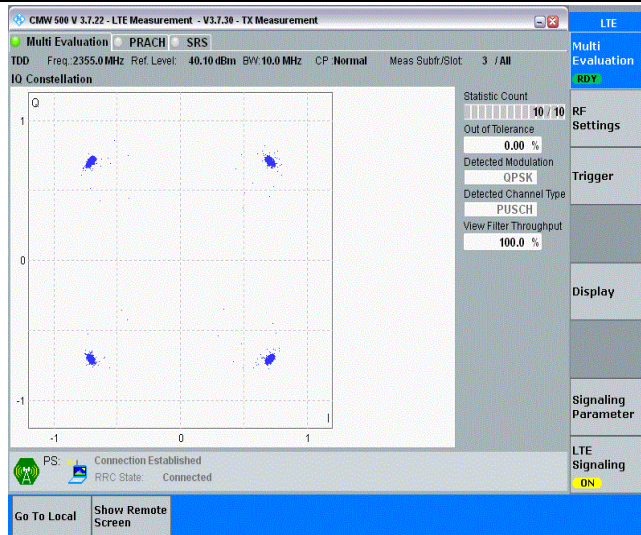 CMW 500 V 3.7.22 - LTE Measurement - V3.7.30 - TX Measurement
LTE
Multi Evaluation PRACH SRS
Multi
Evaluation
RDY
TDD Freq.:2355.0 MHz Ref. Level: 40.10 dBm BW:10.0 MHz CP :Normal Meas Subfr./Slot: 3 / All
IQ Constellation
Q
1
0
-1
I
-1 0 1
Statistic Count
10 / 10
Out of Tolerance
0.00 %
Detected Modulation
QPSK
Detected Channel Type
PUSCH
View Filter Throughput
100.0 %
RF
Settings
Trigger
Display
Signaling
Parameter
LTE
Signaling
ON
PS: Connection Established
RRC State: Connected
Go To Local
Show Remote
Screen